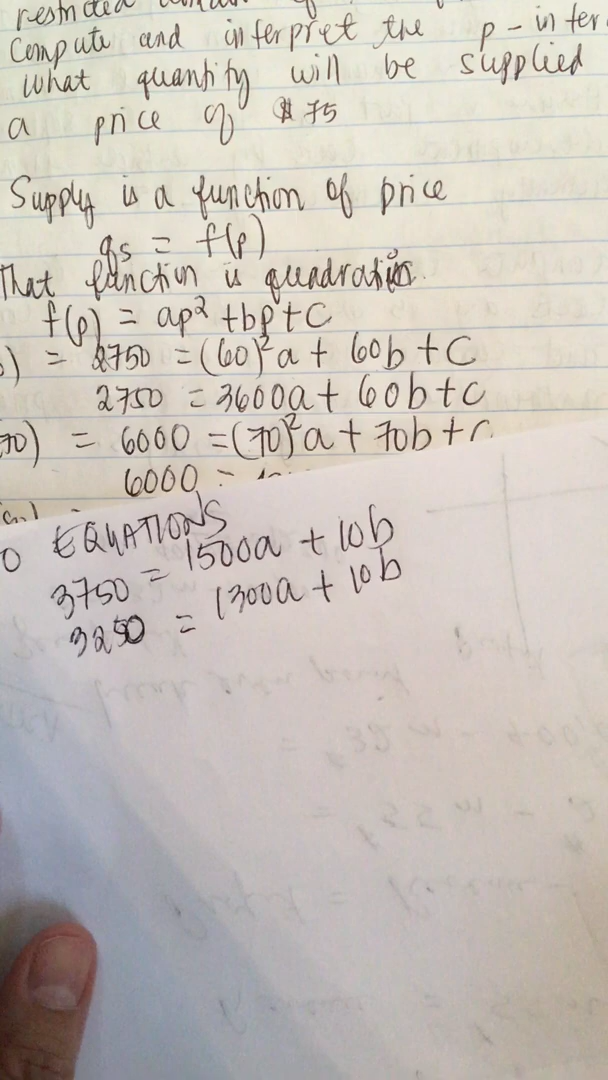 restricted
Compute and interpret the p-inter
What quantity will be supplied
a price of $75
Supply is a function of price
qs = f(p)
That function is quadratic
f(p) = ap² + bp + c
) = 2750 = (60)²a + 60b + c
2750 = 3600a + 60b + c
70) = 6000 = (70)²a + 70b + c
6000 =
O EQUATIONS
3750 = 1500a + 10b
3250 = 1300a + 10b